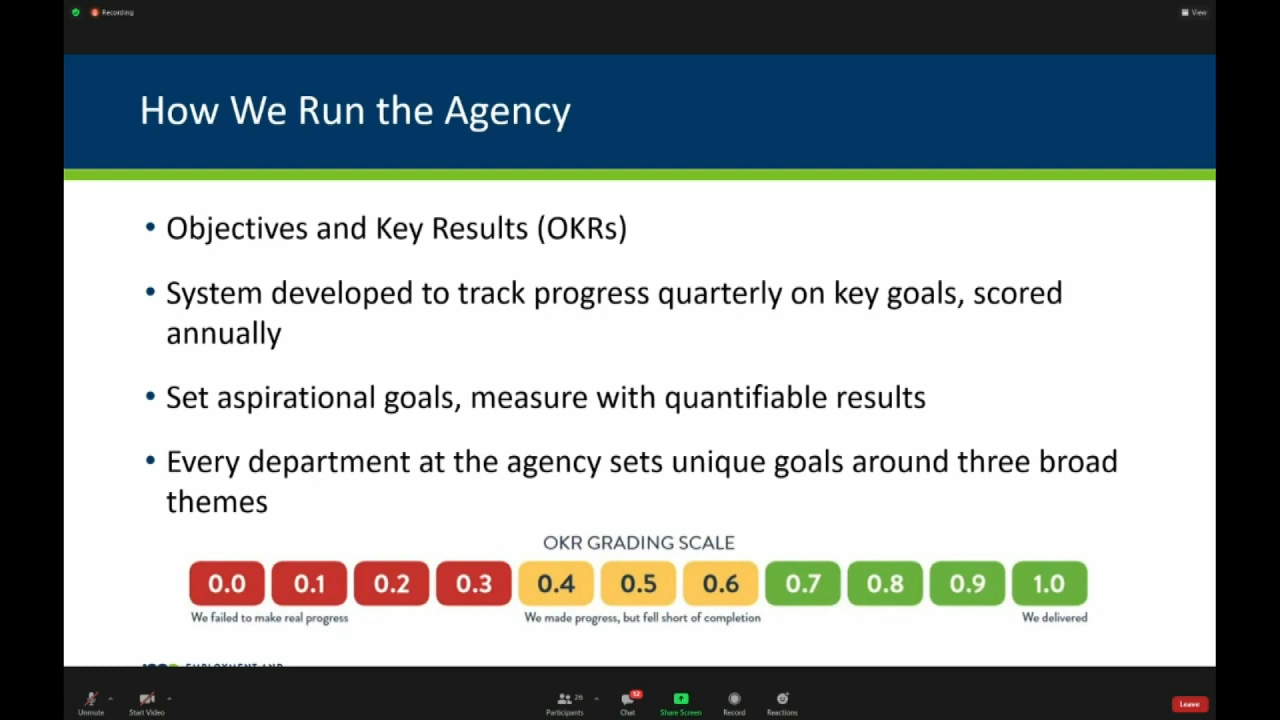 Recording
View
How We Run the Agency
• Objectives and Key Results (OKRs)
• System developed to track progress quarterly on key goals, scored
annually
• Set aspirational goals, measure with quantifiable results
• Every department at the agency sets unique goals around three broad
themes
OKR GRADING SCALE
0.0 0.1 0.2 0.3 0.4 0.5 0.6 0.7 0.8 0.9 1.0
We failed to make real progress We made progress, but fell short of completion We delivered
EMPLOYMENT AND
26 12
Unmute Start Video Participants Chat Share Screen Record Reactions Leave